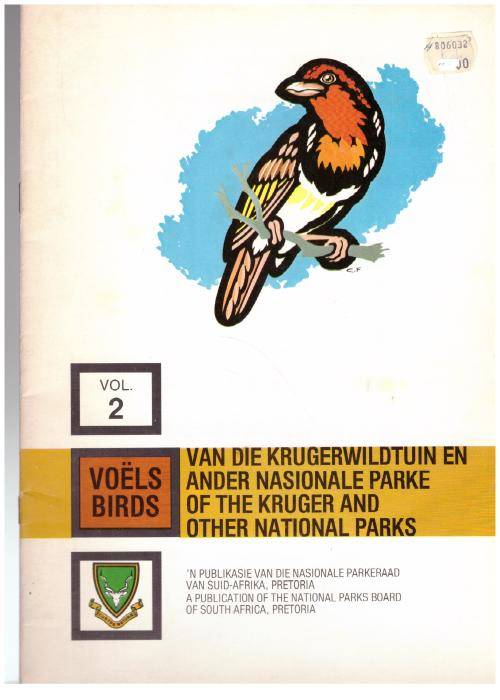 806032
VOL.
2
VOËLS
BIRDS
VAN DIE KRUGERWILDTUIN EN
ANDER NASIONALE PARKE
OF THE KRUGER AND
OTHER NATIONAL PARKS
'N PUBLIKASIE VAN DIE NASIONALE PARKERAAD
VAN SUID-AFRIKA, PRETORIA
A PUBLICATION OF THE NATIONAL PARKS BOARD
OF SOUTH AFRICA, PRETORIA